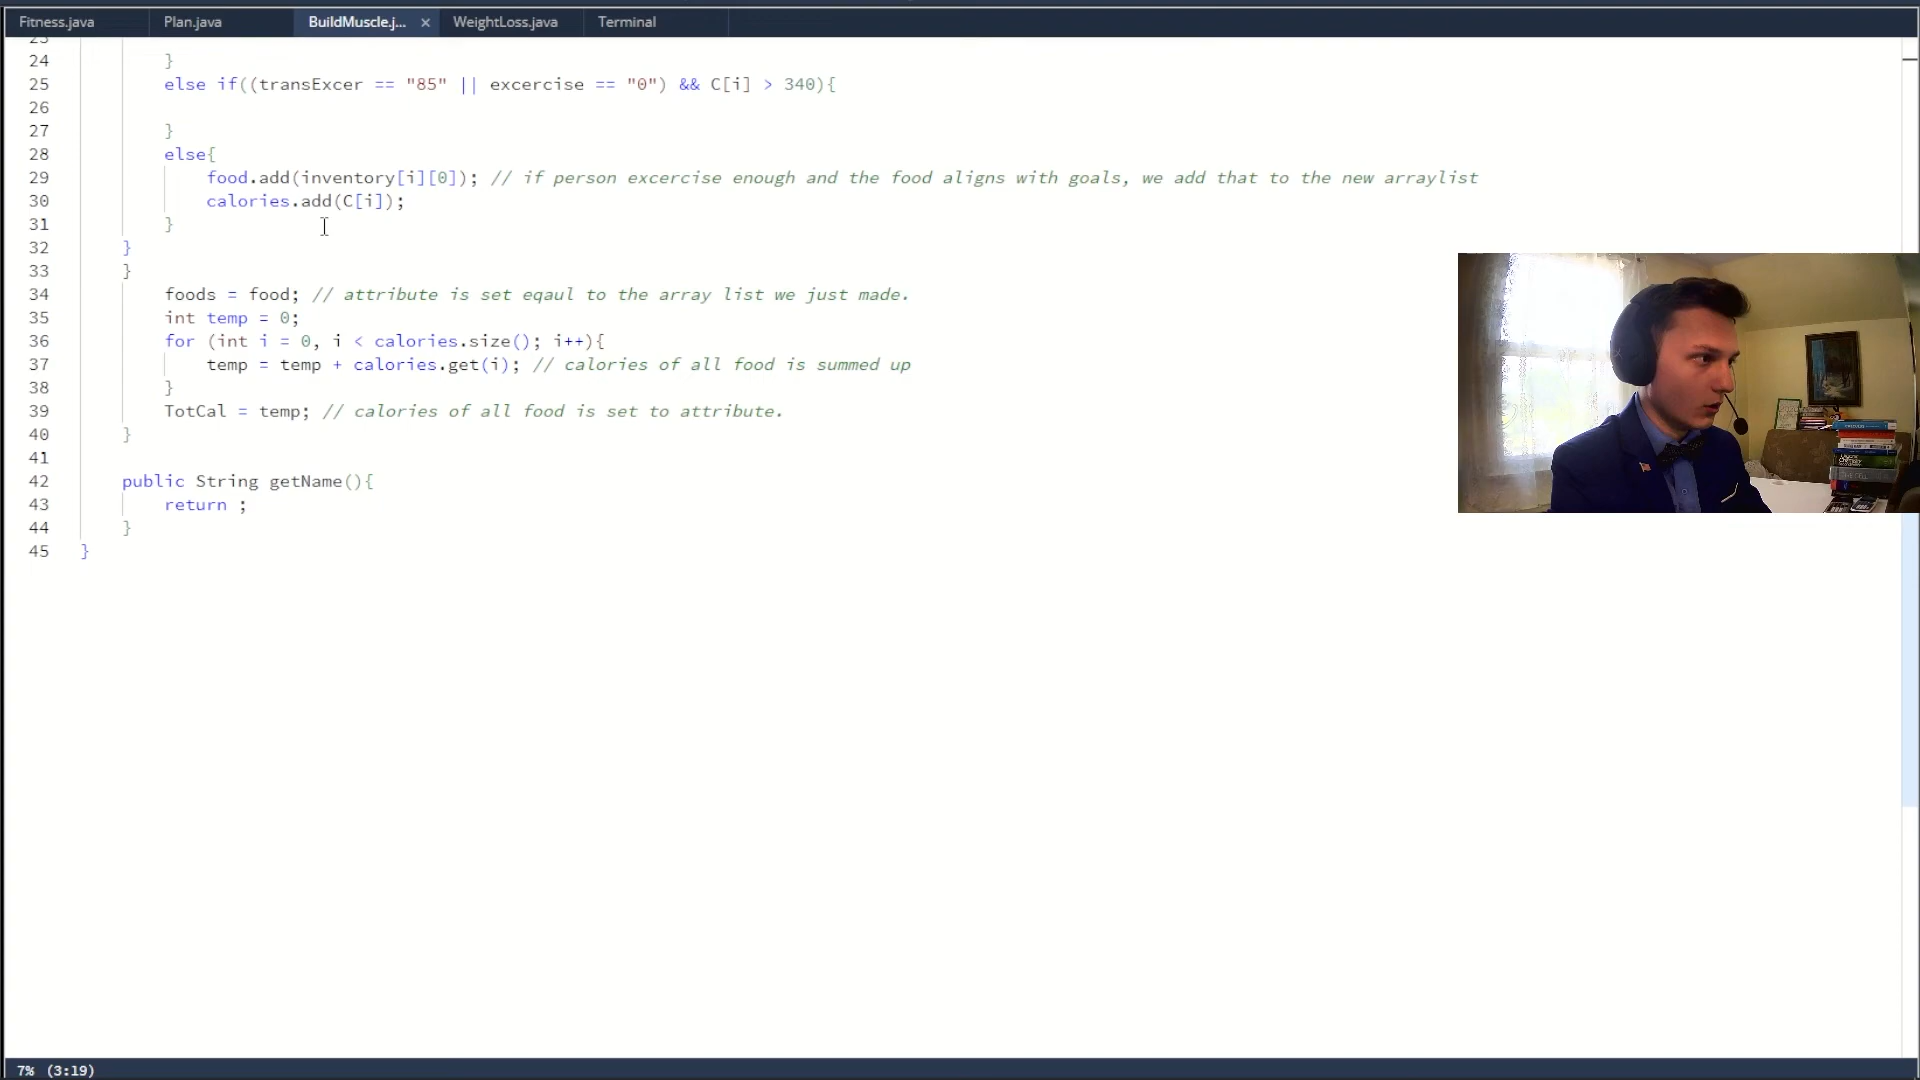 Fitness.java Plan.java BuildMuscle.j... × WeightLoss.java Terminal
23
24 }
25 else if((transExcer == "85" || excercise == "0") && C[i] > 340){
26
27 }
28 else{
29 food.add(inventory[i][0]); // if person excercise enough and the food aligns with goals, we add that to the new arraylist
30 calories.add(C[i]);
31 }
32 }
33 }
34 foods = food; // attribute is set eqaul to the array list we just made.
35 int temp = 0;
36 for (int i = 0, i < calories.size(); i++){
37 temp = temp + calories.get(i); // calories of all food is summed up
38 }
39 TotCal = temp; // calories of all food is set to attribute.
40 }
41
42 public String getName(){
43 return ;
44 }
45 }
7% (3:19)